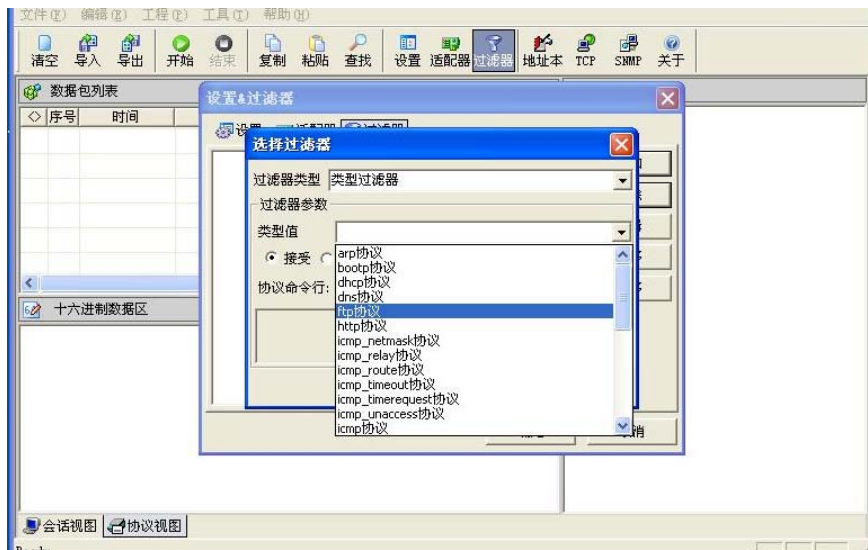 文件(F) 编辑(E) 工程(P) 工具(T) 帮助(H)
清空 导入 导出 开始 结束 复制 粘贴 查找 设置 适配器 过滤器 地址本 TCP SNMP 关于
数据包列表
序号 时间
设置&过滤器
选择过滤器
过滤器类型 类型过滤器
过滤器参数
类型值
接受
协议命令行:
arp协议
bootp协议
dhcp协议
dns协议
ftp协议
http协议
icmp_netmask协议
icmp_relay协议
icmp_route协议
icmp_timeout协议
icmp_timerequest协议
icmp_unaccess协议
icmp协议
十六进制数据区
会话视图 协议视图